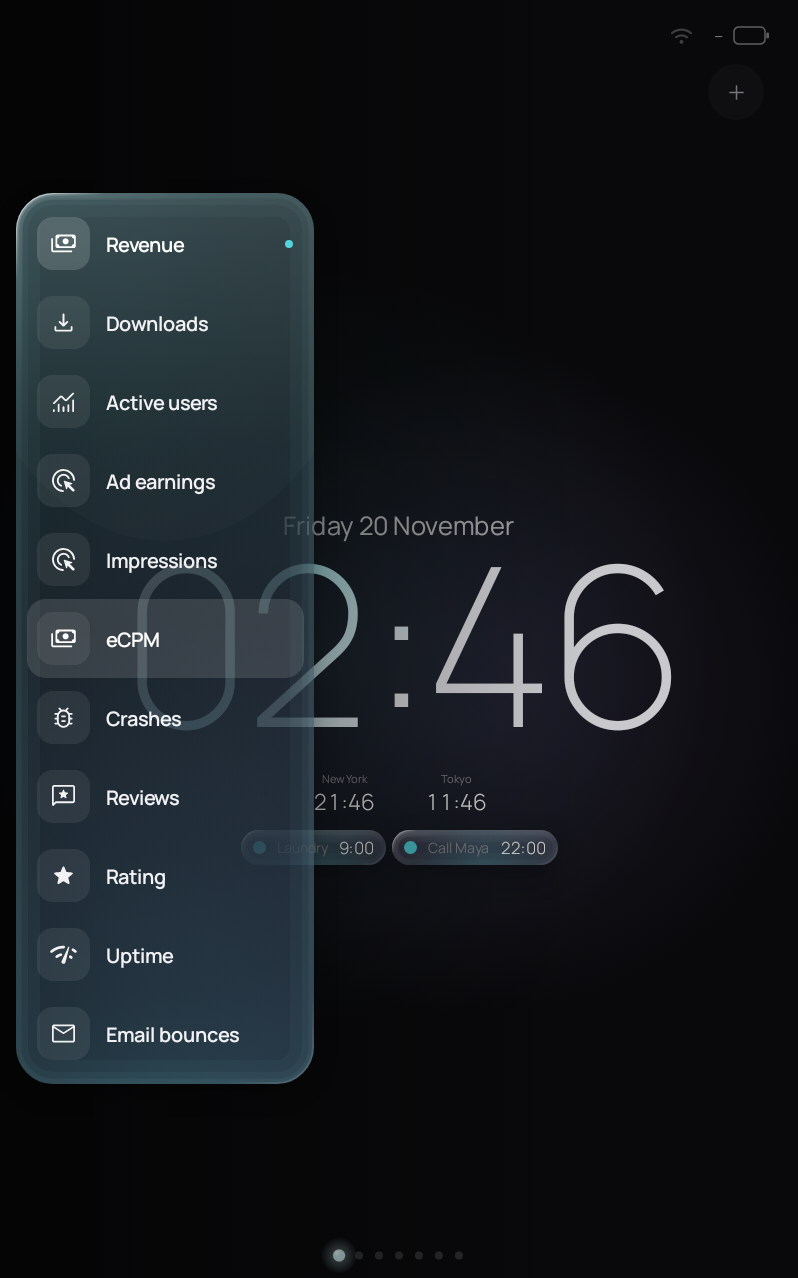 –
+
Revenue
Downloads
Active users
Ad earnings
Friday 20 November
Impressions
02:46
eCPM
Crashes
New York
Tokyo
Reviews
21:46
11:46
Laundry 9:00
Call Maya 22:00
Rating
Uptime
Email bounces